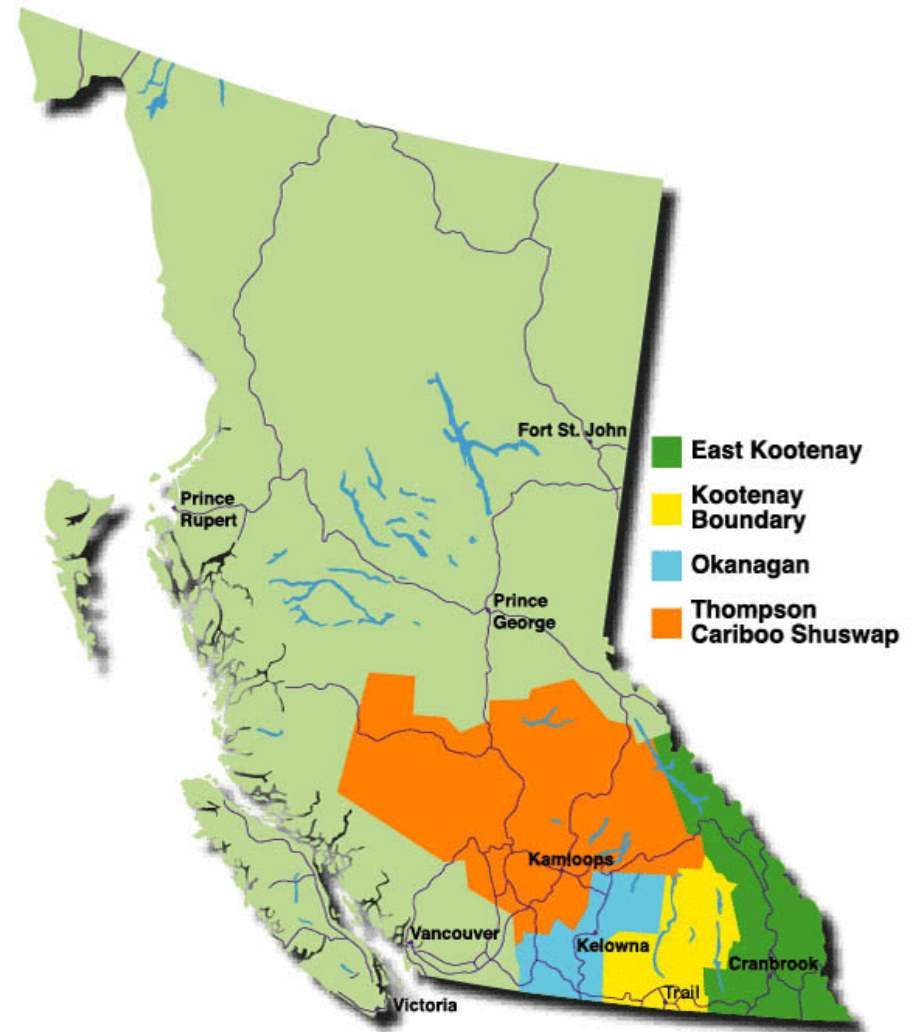 Fort St. John
East Kootenay
Kootenay
Boundary
Prince
Rupert
Okanagan
Prince
George
Thompson
Cariboo Shuswap
Kamloops
Vancouver
Kelowna
Cranbrook
Trail
Victoria